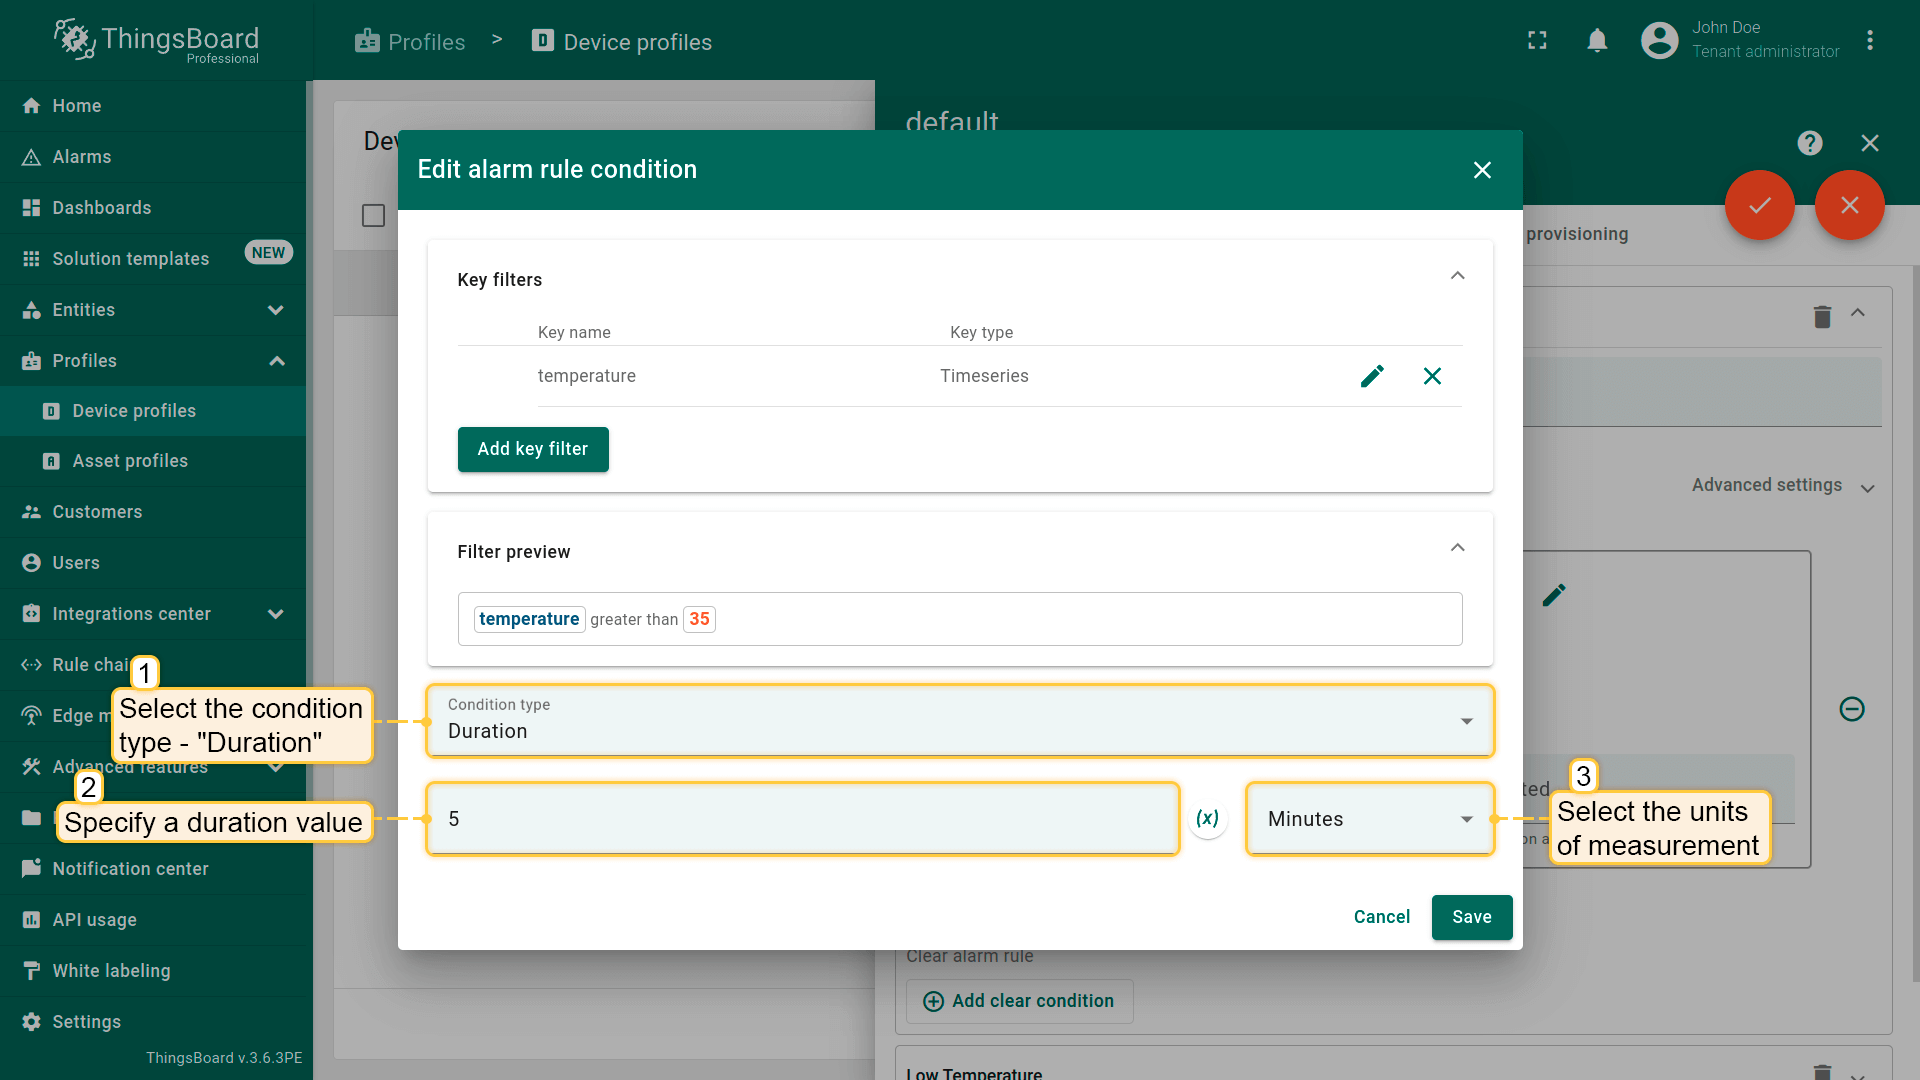 ThingsBoard
Professional
Profiles > Device profiles
John Doe
Tenant administrator
Home
Alarms
Dashboards
Solution templates NEW
Entities
Profiles
Device profiles
Asset profiles
Customers
Users
Integrations center
Rule chai
Edge m
Advanced features
Notification center
API usage
White labeling
Settings
ThingsBoard v.3.6.3PE
Dev
default
provisioning
Advanced settings
Edit alarm rule condition
Key filters
Key name Key type
temperature Timeseries
Add key filter
Filter preview
temperature greater than 35
Condition type
Duration
5 (x) Minutes
Cancel Save
1
Select the condition
type - "Duration"
2
Specify a duration value
3
Select the units
of measurement
ted
on a
Clear alarm rule
Add clear condition
Low Temperature